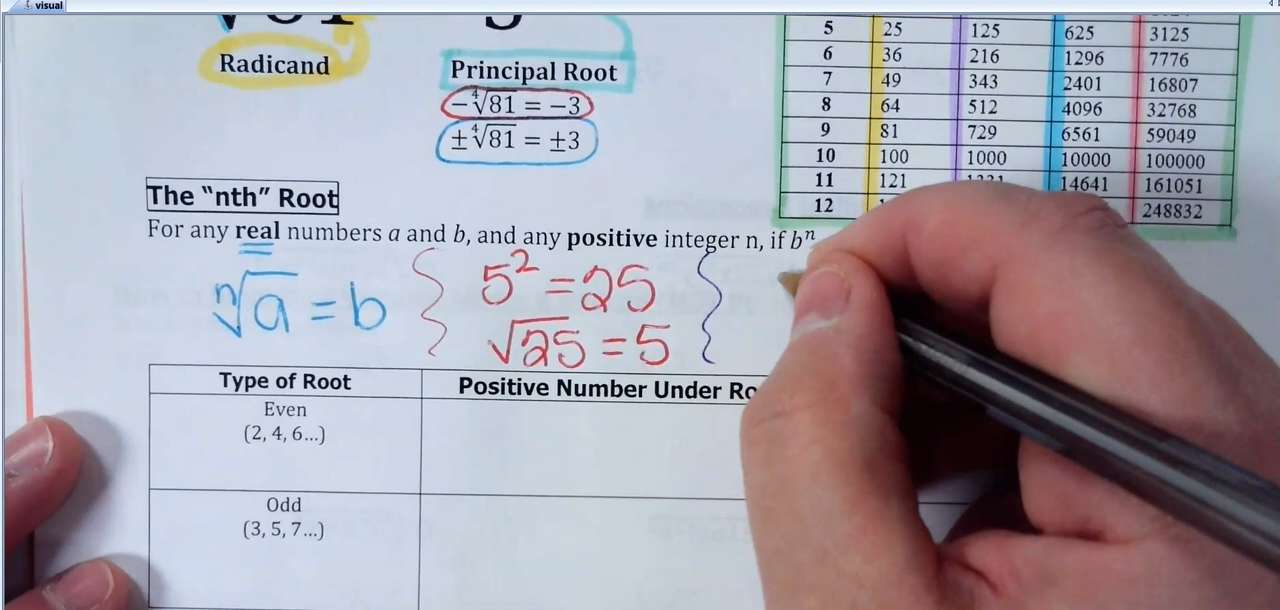 visual
Radicand
Principal Root
−∜81 = −3
±∜81 = ±3
5 25 125 625 3125
6 36 216 1296 7776
7 49 343 2401 16807
8 64 512 4096 32768
9 81 729 6561 59049
10 100 1000 10000 100000
11 121 14641 161051
12 248832
The “nth” Root
For any real numbers a and b, and any positive integer n, if bⁿ
ⁿ√a = b
5² = 25
√25 = 5
Type of Root Positive Number Under
Even
(2, 4, 6...)
Odd
(3, 5, 7...)